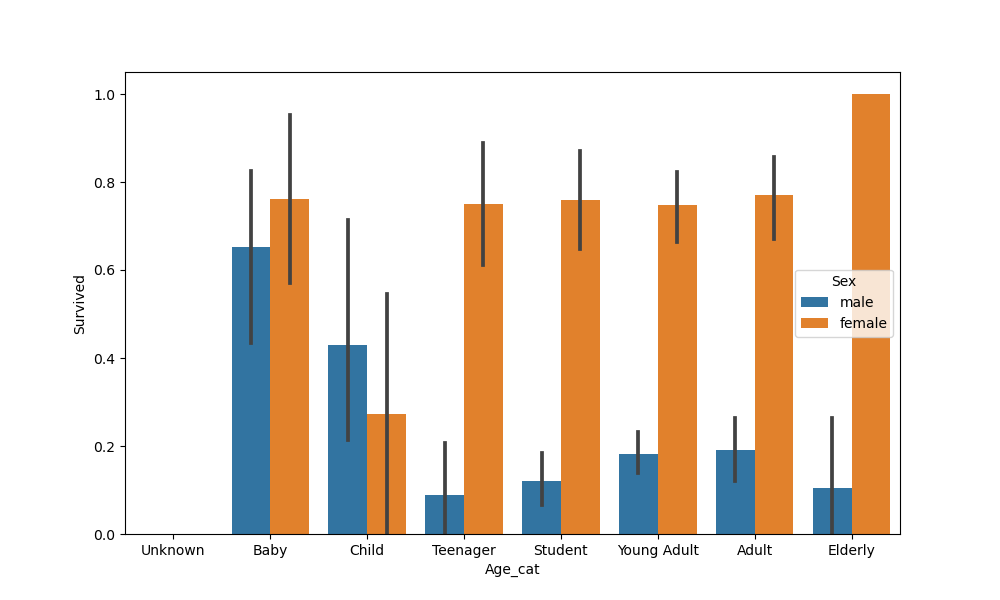 1.0
0.8
0.6
0.4
0.2
0.0
Survived
Sex
male
female
Unknown Baby Child Teenager Student Young Adult Adult Elderly
Age_cat